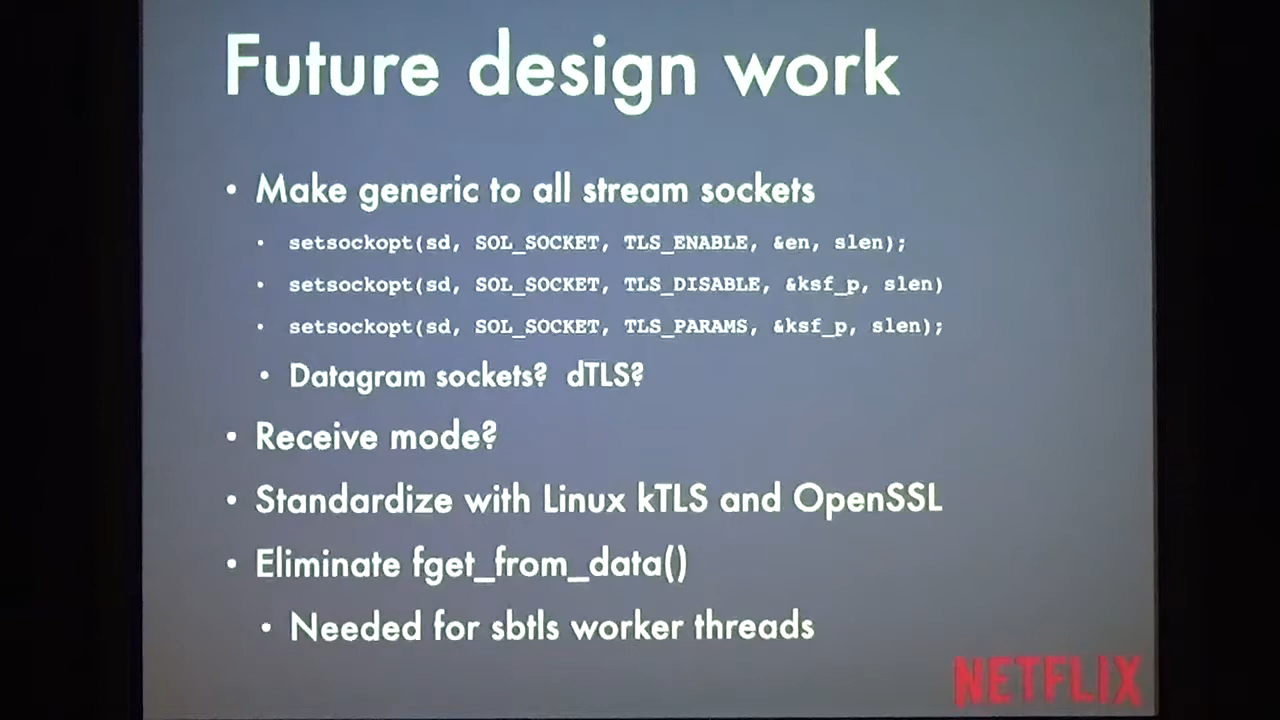 Future design work
• Make generic to all stream sockets
• setsockopt(sd, SOL_SOCKET, TLS_ENABLE, &en, slen);
• setsockopt(sd, SOL_SOCKET, TLS_DISABLE, &ksf_p, slen)
• setsockopt(sd, SOL_SOCKET, TLS_PARAMS, &ksf_p, slen);
• Datagram sockets? dTLS?
• Receive mode?
• Standardize with Linux kTLS and OpenSSL
• Eliminate fget_from_data()
• Needed for sbtls worker threads
NETFLIX